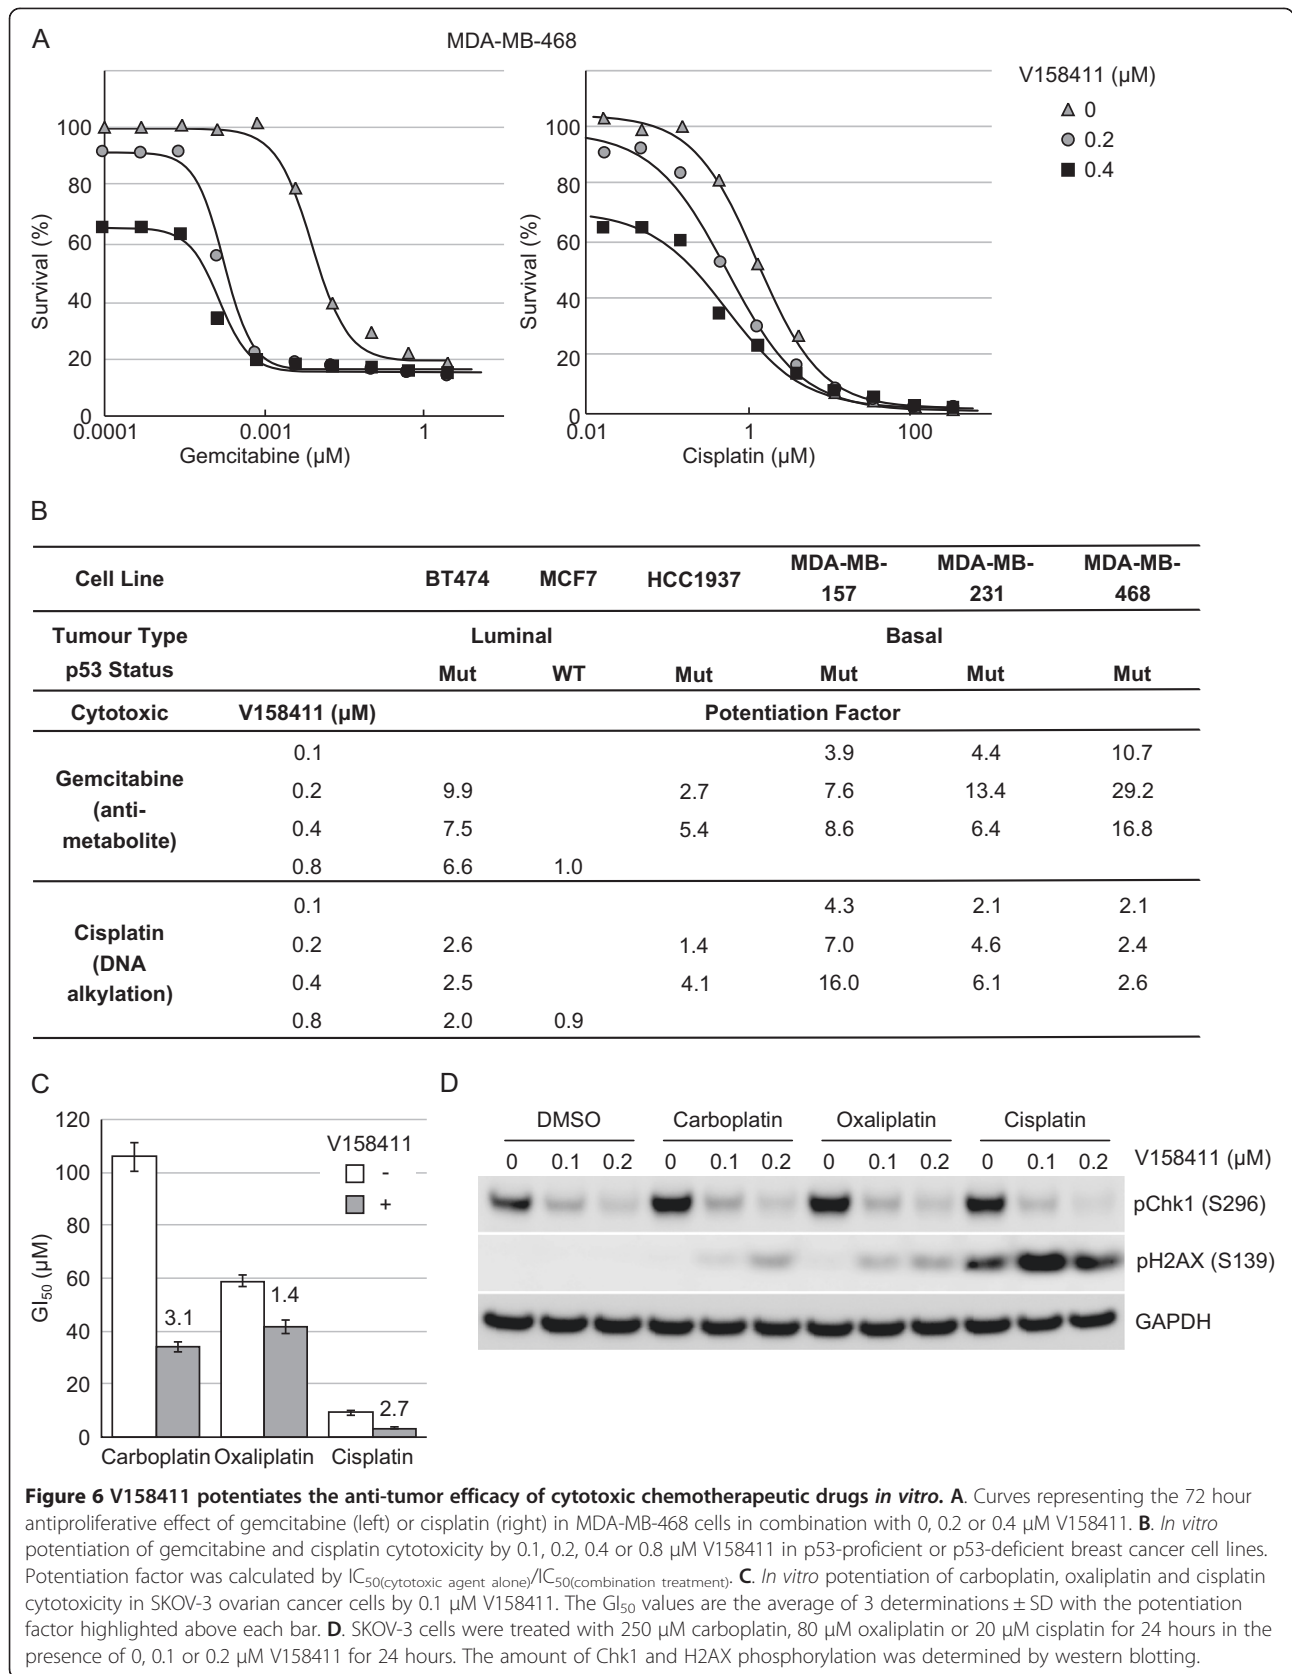 A
MDA-MB-468
V158411 (µM)
0
0.2
0.4
Survival (%)
100
80
60
40
20
0
0.0001
0.001
1
Gemcitabine (µM)
Survival (%)
100
80
60
40
20
0
0.01
1
100
Cisplatin (µM)
B
Cell Line BT474 MCF7 HCC1937 MDA-MB-157 MDA-MB-231 MDA-MB-468
Tumour Type Luminal Basal
p53 Status Mut WT Mut Mut Mut Mut
Cytotoxic V158411 (µM) Potentiation Factor
Gemcitabine
(anti-
metabolite)
0.1 3.9 4.4 10.7
0.2 9.9 2.7 7.6 13.4 29.2
0.4 7.5 5.4 8.6 6.4 16.8
0.8 6.6 1.0
Cisplatin
(DNA
alkylation)
0.1 4.3 2.1 2.1
0.2 2.6 1.4 7.0 4.6 2.4
0.4 2.5 4.1 16.0 6.1 2.6
0.8 2.0 0.9
C
GI50 (µM)
120
100
80
60
40
20
0
V158411
-
+
3.1
1.4
2.7
Carboplatin Oxaliplatin Cisplatin
D
DMSO Carboplatin Oxaliplatin Cisplatin
0 0.1 0.2 0 0.1 0.2 0 0.1 0.2 0 0.1 0.2 V158411 (µM)
pChk1 (S296)
pH2AX (S139)
GAPDH
Figure 6 V158411 potentiates the anti-tumor efficacy of cytotoxic chemotherapeutic drugs in vitro. A. Curves representing the 72 hour
antiproliferative effect of gemcitabine (left) or cisplatin (right) in MDA-MB-468 cells in combination with 0, 0.2 or 0.4 µM V158411. B. In vitro
potentiation of gemcitabine and cisplatin cytotoxicity by 0.1, 0.2, 0.4 or 0.8 µM V158411 in p53-proficient or p53-deficient breast cancer cell lines.
Potentiation factor was calculated by IC50(cytotoxic agent alone)/IC50(combination treatment). C. In vitro potentiation of carboplatin, oxaliplatin and cisplatin
cytotoxicity in SKOV-3 ovarian cancer cells by 0.1 µM V158411. The GI50 values are the average of 3 determinations ± SD with the potentiation
factor highlighted above each bar. D. SKOV-3 cells were treated with 250 µM carboplatin, 80 µM oxaliplatin or 20 µM cisplatin for 24 hours in the
presence of 0, 0.1 or 0.2 µM V158411 for 24 hours. The amount of Chk1 and H2AX phosphorylation was determined by western blotting.